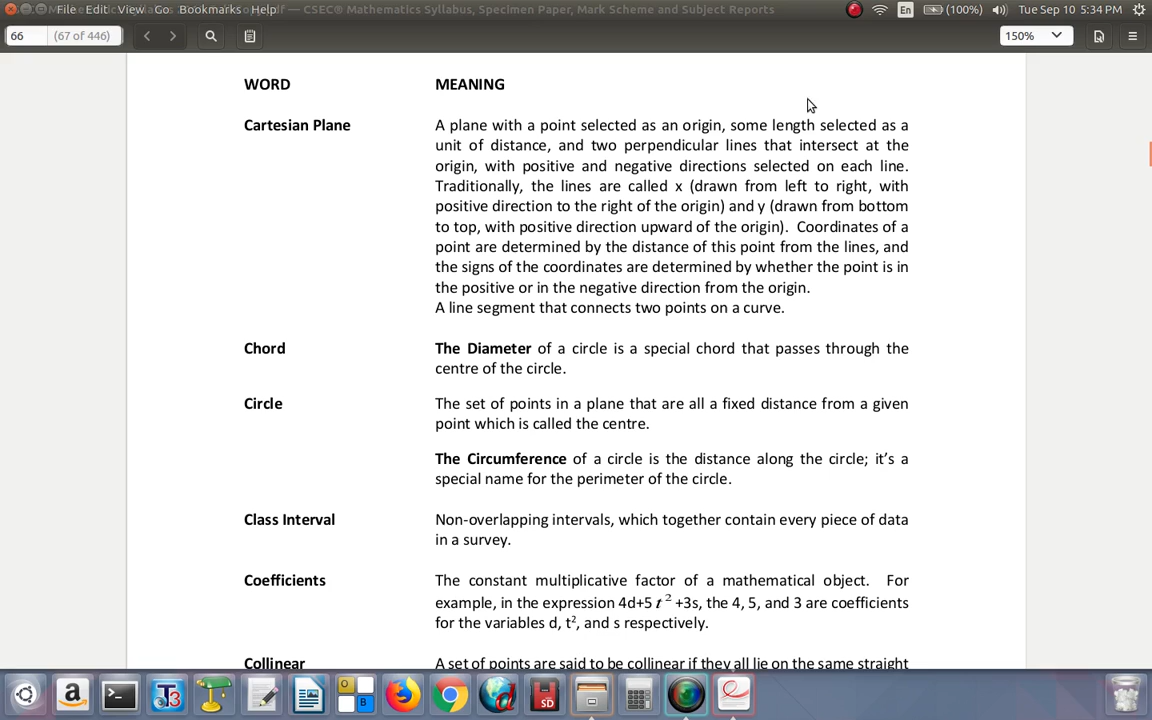 File Edit View Go Bookmarks Help
pdf — CSEC® Mathematics Syllabus, Specimen Paper, Mark Scheme and Subject Reports
En (100%) Tue Sep 10 5:34 PM
66 (67 of 446) 150%
WORD MEANING
Cartesian Plane A plane with a point selected as an origin, some length selected as a
unit of distance, and two perpendicular lines that intersect at the
origin, with positive and negative directions selected on each line.
Traditionally, the lines are called x (drawn from left to right, with
positive direction to the right of the origin) and y (drawn from bottom
to top, with positive direction upward of the origin). Coordinates of a
point are determined by the distance of this point from the lines, and
the signs of the coordinates are determined by whether the point is in
the positive or in the negative direction from the origin.
A line segment that connects two points on a curve.
Chord The Diameter of a circle is a special chord that passes through the
centre of the circle.
Circle The set of points in a plane that are all a fixed distance from a given
point which is called the centre.
The Circumference of a circle is the distance along the circle; it’s a
special name for the perimeter of the circle.
Class Interval Non-overlapping intervals, which together contain every piece of data
in a survey.
Coefficients The constant multiplicative factor of a mathematical object. For
example, in the expression 4d+5 t ² +3s, the 4, 5, and 3 are coefficients
for the variables d, t², and s respectively.
Collinear A set of points are said to be collinear if they all lie on the same straight
a T3 SD O B